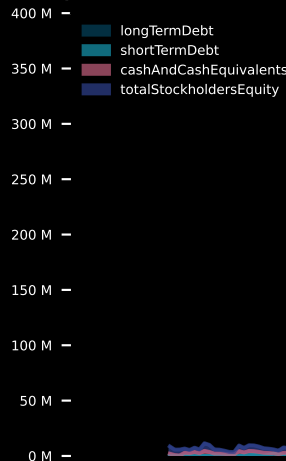 400 M
longTermDebt
shortTermDebt
350 M
cashAndCashEquivalents
totalStockholdersEquity
300 M
250 M
200 M
150 M
100 M
50 M
0 M